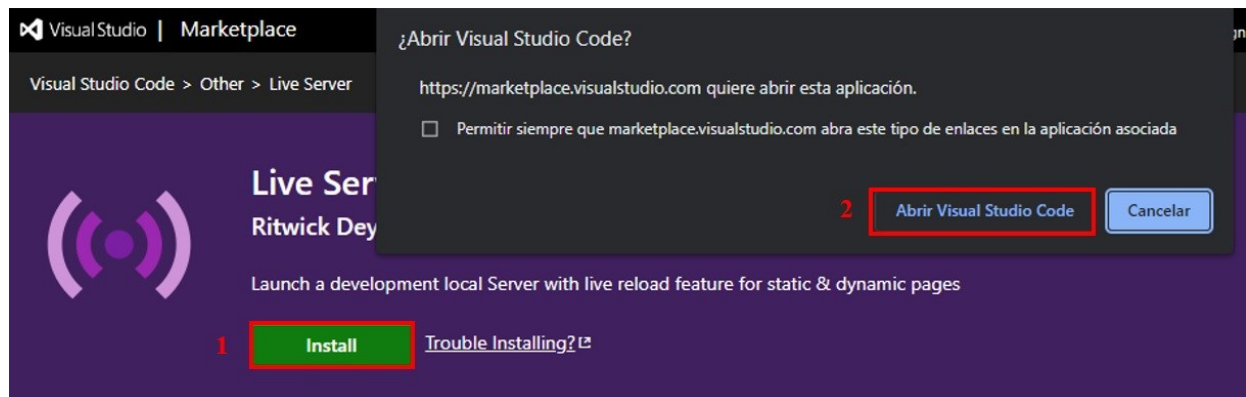 Visual Studio | Marketplace
Visual Studio Code > Other > Live Server
¿Abrir Visual Studio Code?
https://marketplace.visualstudio.com quiere abrir esta aplicación.
Permitir siempre que marketplace.visualstudio.com abra este tipo de enlaces en la aplicación asociada
2 Abrir Visual Studio Code Cancelar
Live Ser
Ritwick Dey
Launch a development local Server with live reload feature for static & dynamic pages
1 Install Trouble Installing?